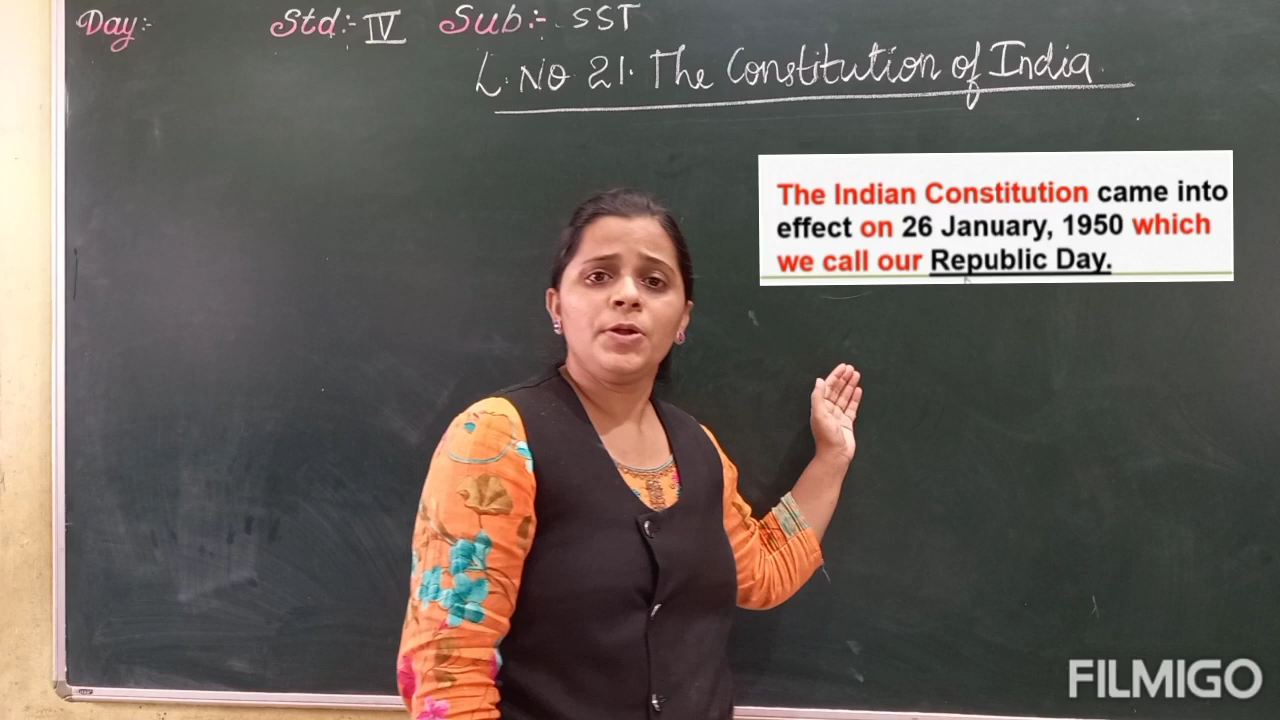 Day:- Std:- IV Sub:- SST
L. No 21. The Constitution of India
The Indian Constitution came into
effect on 26 January, 1950 which
we call our Republic Day.
FILMIGO